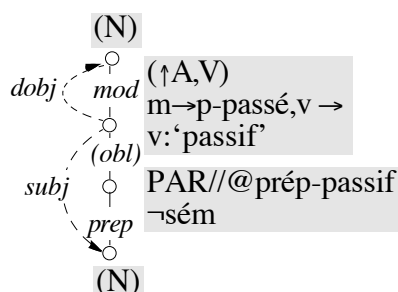 (N)
dobj mod (↑A,V)
m→p-passé,v →
v:‘passif’
(obl)
subj PAR//@prép-passif
¬sém
prep
(N)